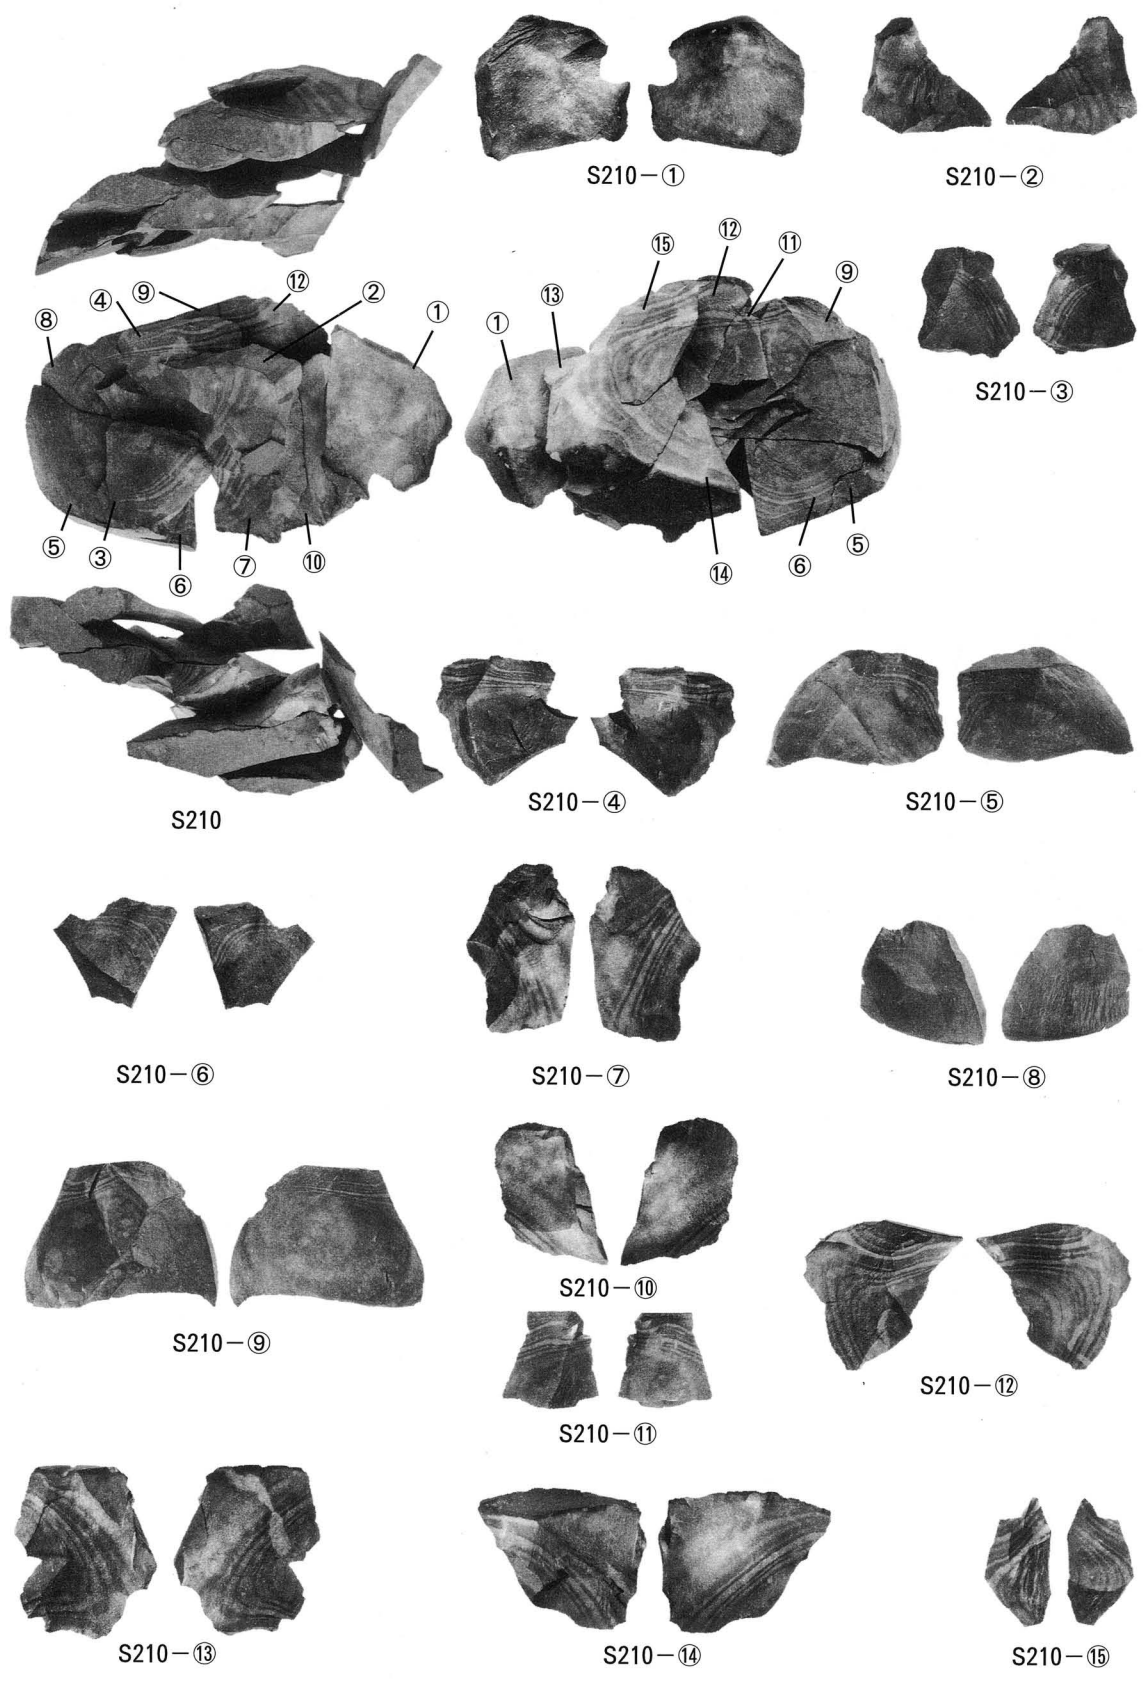 S210－①
S210－②
⑮
⑫
⑪
⑨
⑬
①
⑨
⑫
④
②
⑧
①
S210－③
⑤
③
⑥
⑦
⑩
⑭
⑥
⑤
S210
S210－④
S210－⑤
S210－⑥
S210－⑦
S210－⑧
S210－⑨
S210－⑩
S210－⑪
S210－⑫
S210－⑬
S210－⑭
S210－⑮